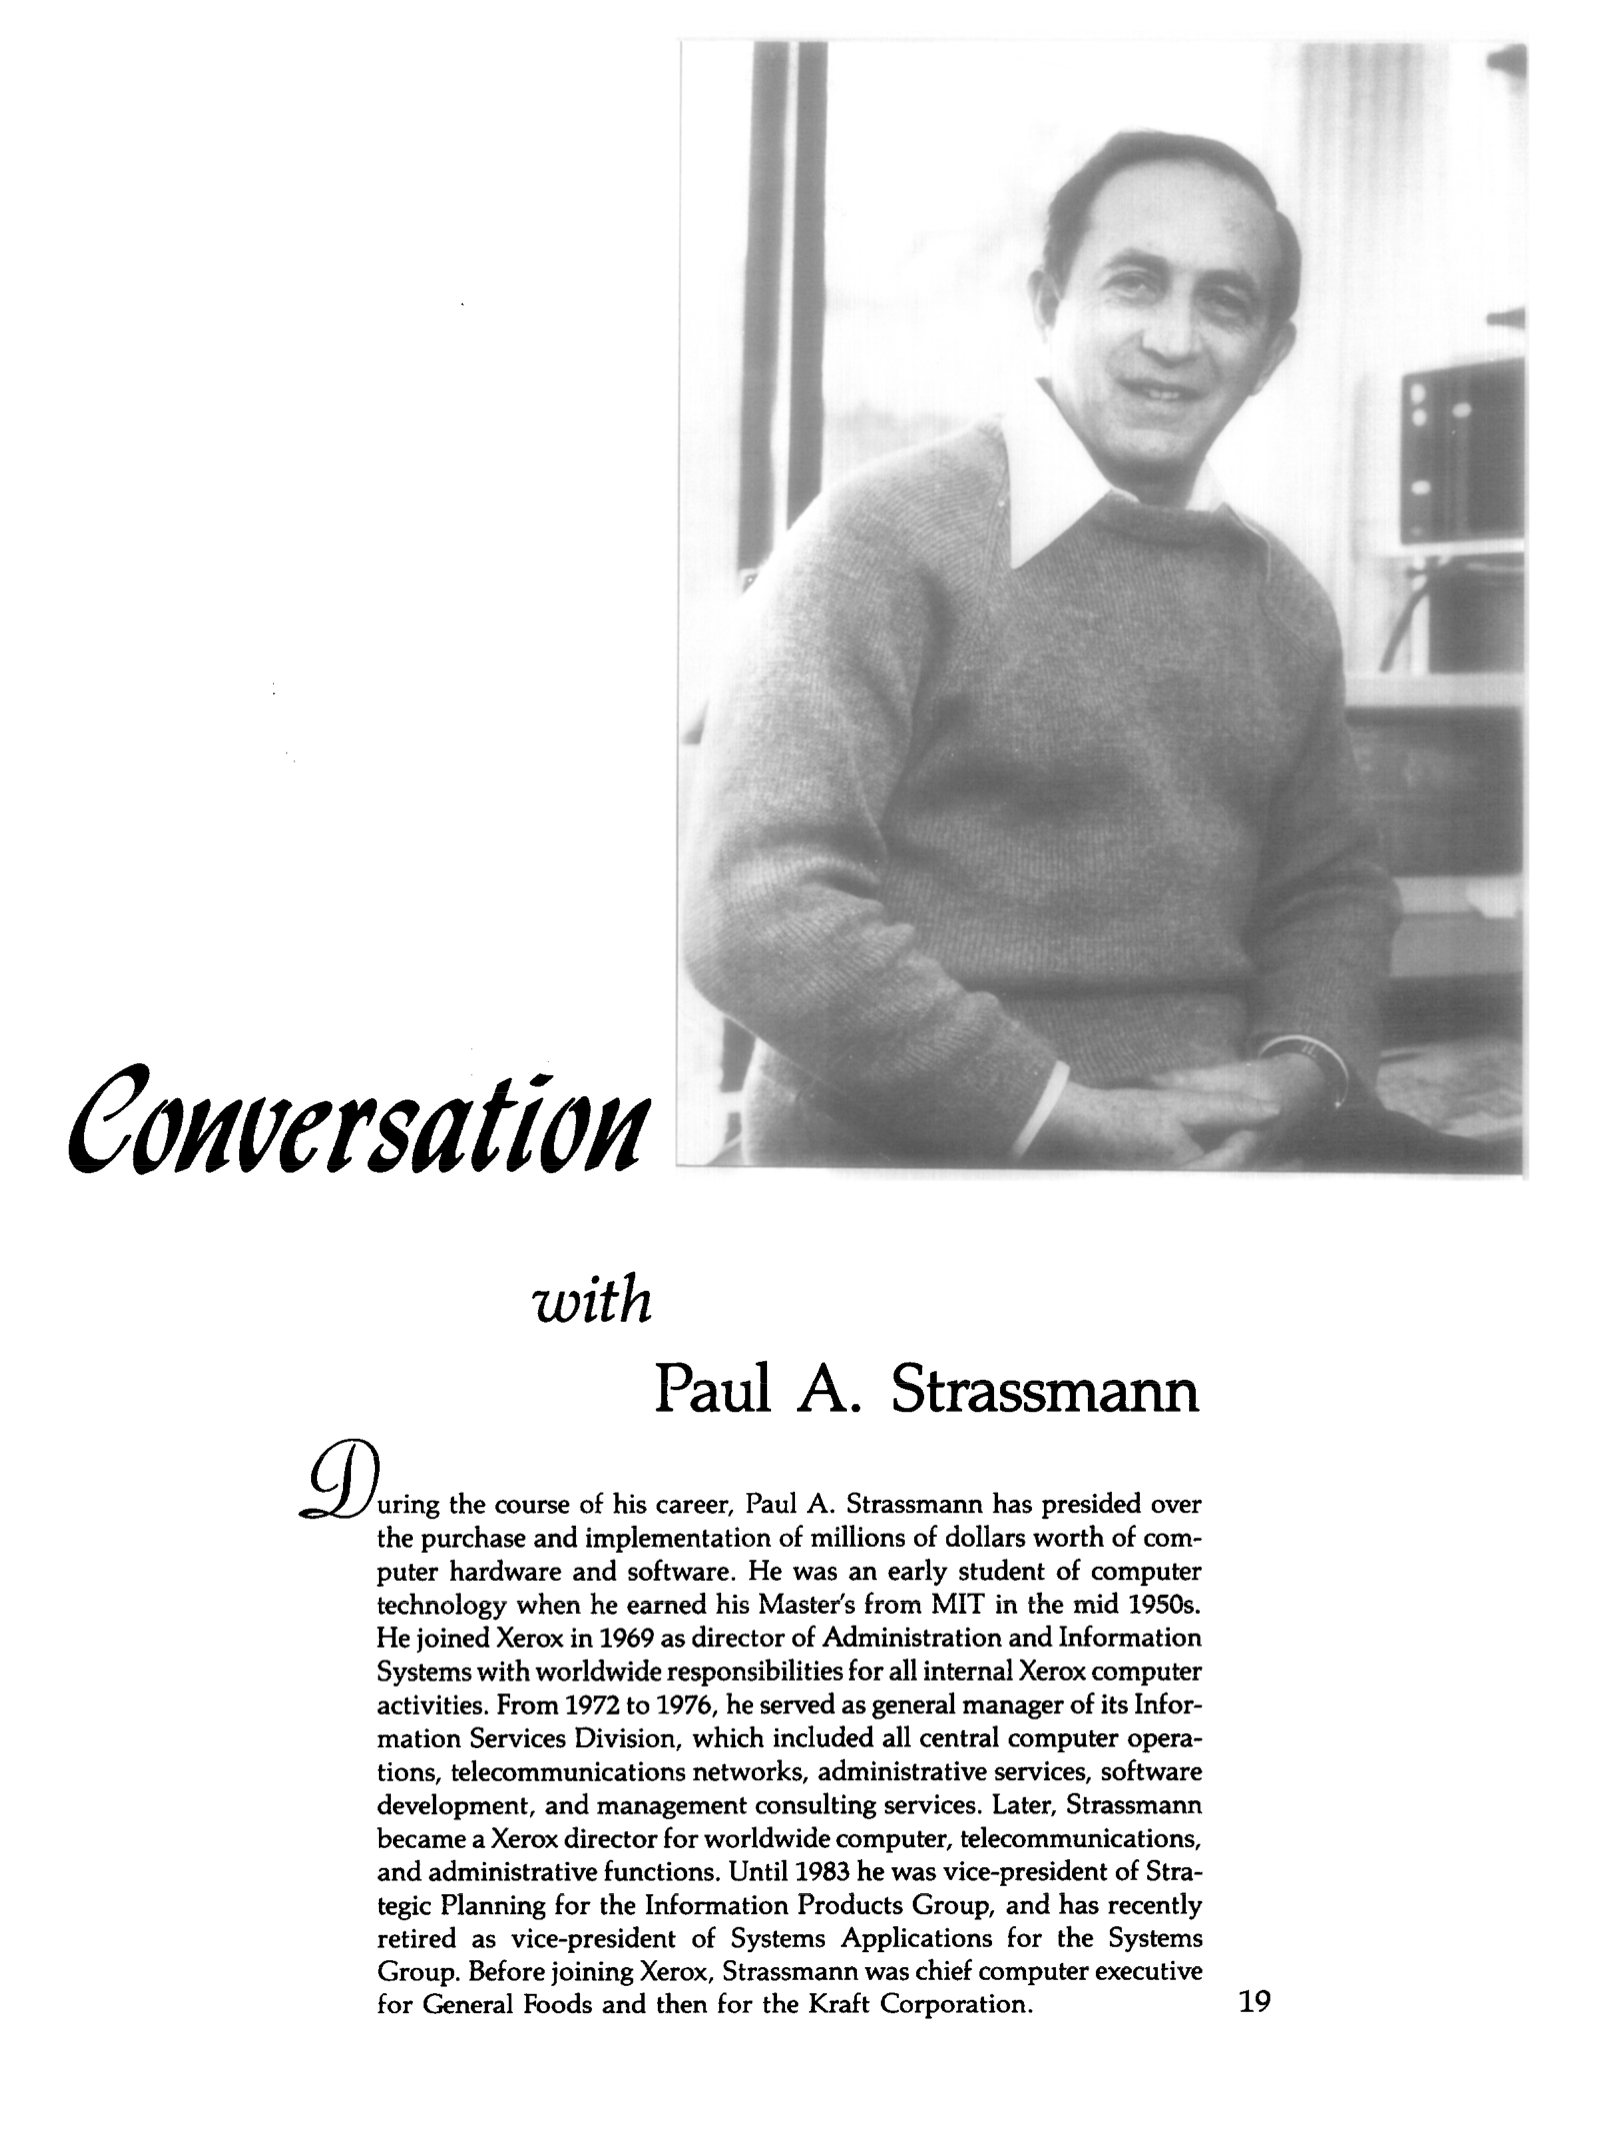 Conversation
with
Paul A. Strassmann
During the course of his career, Paul A. Strassmann has presided over
the purchase and implementation of millions of dollars worth of com-
puter hardware and software. He was an early student of computer
technology when he earned his Master's from MIT in the mid 1950s.
He joined Xerox in 1969 as director of Administration and Information
Systems with worldwide responsibilities for all internal Xerox computer
activities. From 1972 to 1976, he served as general manager of its Infor-
mation Services Division, which included all central computer opera-
tions, telecommunications networks, administrative services, software
development, and management consulting services. Later, Strassmann
became a Xerox director for worldwide computer, telecommunications,
and administrative functions. Until 1983 he was vice-president of Stra-
tegic Planning for the Information Products Group, and has recently
retired as vice-president of Systems Applications for the Systems
Group. Before joining Xerox, Strassmann was chief computer executive
for General Foods and then for the Kraft Corporation.
19